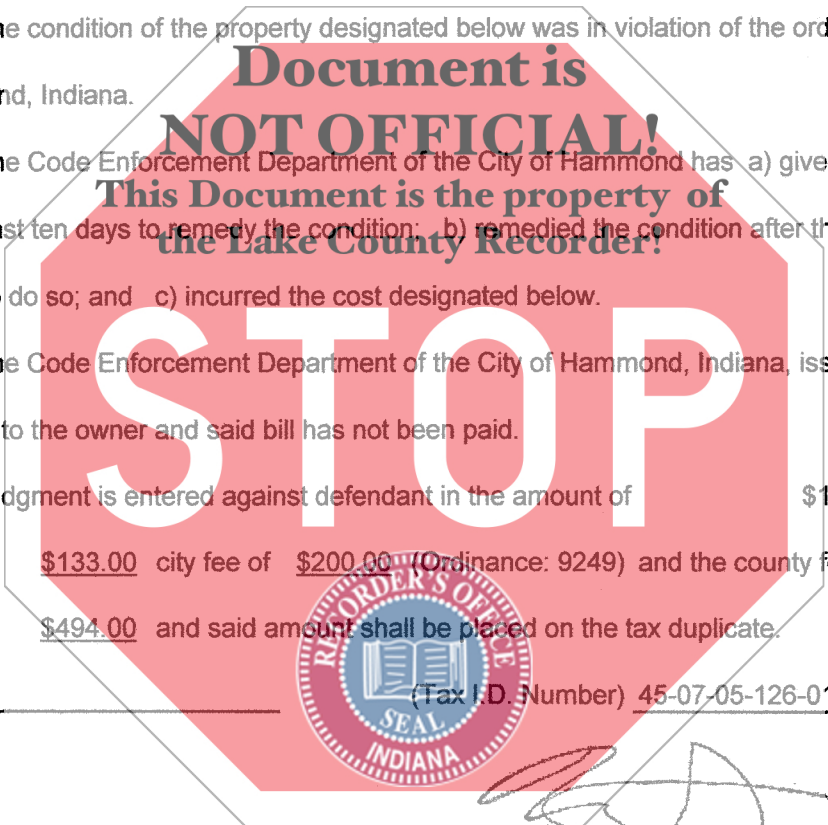 e condition of the property designated below was in violation of the ord
Document is
nd, Indiana.
NOT OFFICIAL!
e Code Enforcement Department of the City of Hammond has a) give
This Document is the property of
st ten days to remedy the condition; b) remedied the condition after th
the Lake County Recorder!
do so; and c) incurred the cost designated below.
STOP
e Code Enforcement Department of the City of Hammond, Indiana, iss
to the owner and said bill has not been paid.
dgment is entered against defendant in the amount of $1
$133.00 city fee of $200.00 (Ordinance: 9249) and the county f
$494.00 and said amount shall be placed on the tax duplicate.
RECORDER'S OFFICE
(Tax I.D. Number) 45-07-05-126-01
SEAL
INDIANA